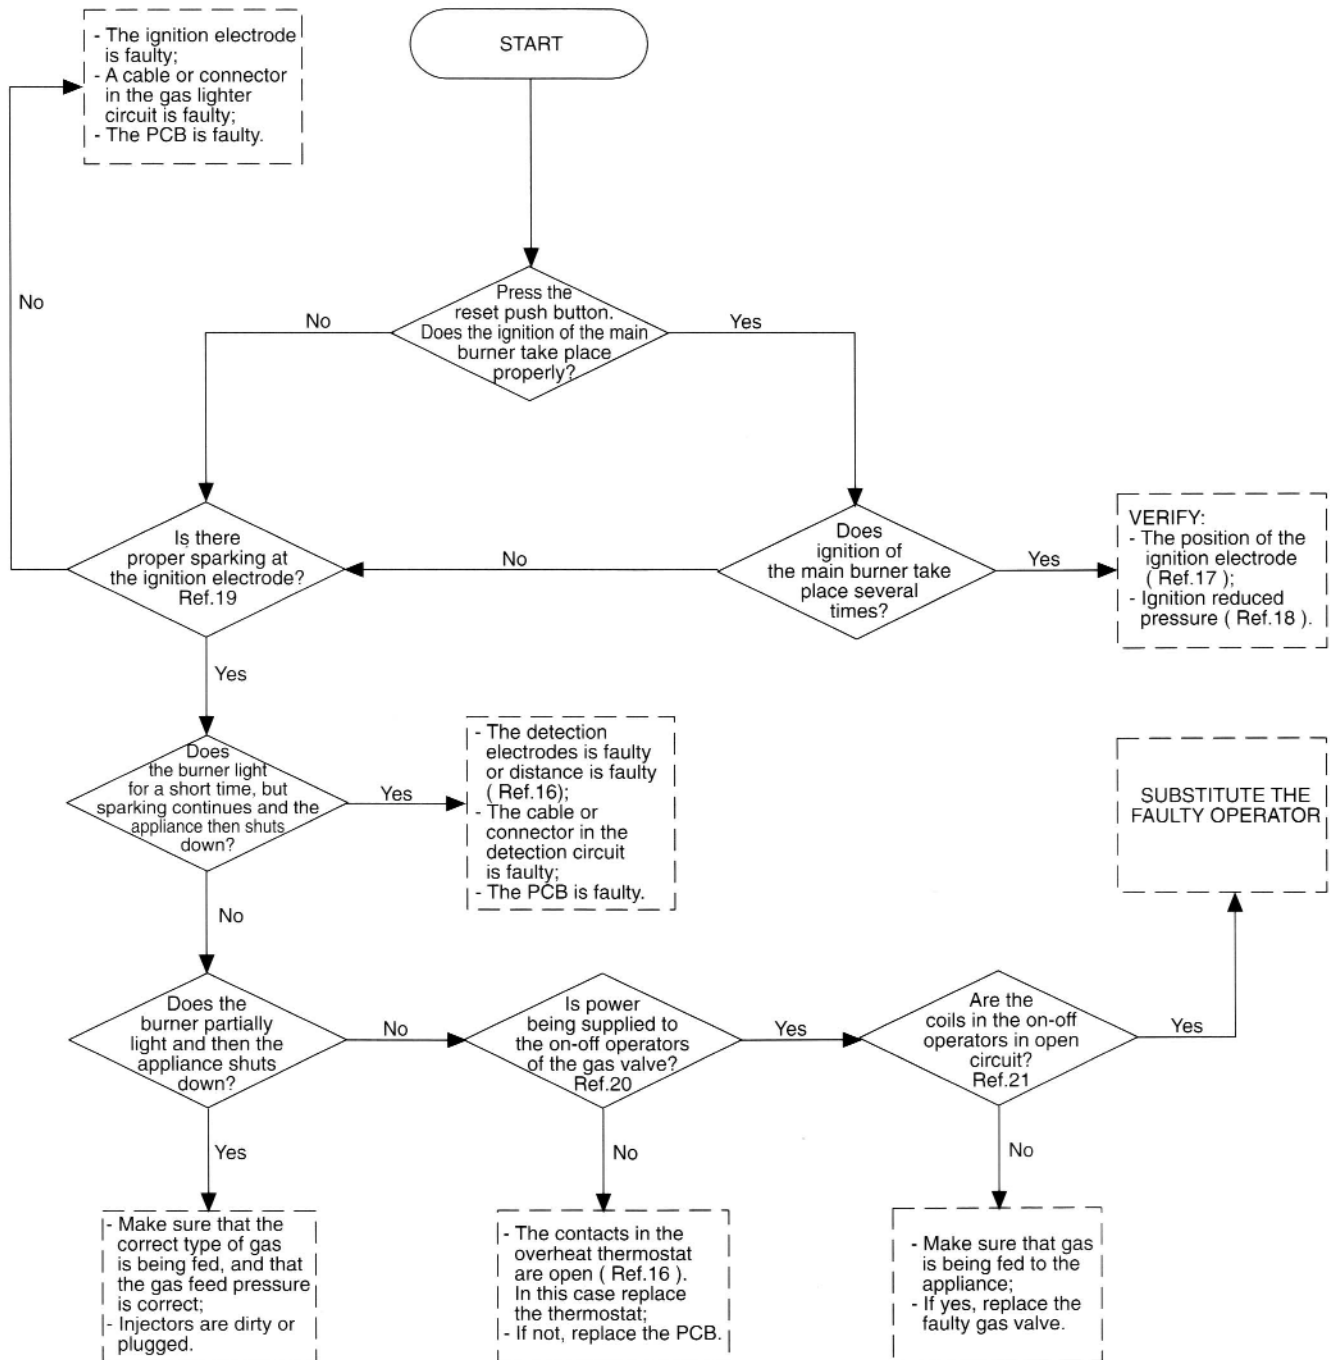 - The ignition electrode
is faulty;
- A cable or connector
in the gas lighter
circuit is faulty;
- The PCB is faulty.
START
No
Press the
reset push button.
Does the ignition of the main
burner take place
properly?
No
Yes
Is there
proper sparking at
the ignition electrode?
Ref.19
No
Does
ignition of
the main burner take
place several
times?
Yes
VERIFY:
- The position of the
ignition electrode
( Ref.17 );
- Ignition reduced
pressure ( Ref.18 ).
Yes
Does
the burner light
for a short time, but
sparking continues and the
appliance then shuts
down?
Yes
- The detection
electrodes is faulty
or distance is faulty
( Ref.16);
- The cable or
connector in the
detection circuit
is faulty;
- The PCB is faulty.
SUBSTITUTE THE
FAULTY OPERATOR
No
Does the
burner partially
light and then the
appliance shuts
down?
No
Is power
being supplied to
the on-off operators
of the gas valve?
Ref.20
Yes
Are the
coils in the on-off
operators in open
circuit?
Ref.21
Yes
Yes
No
No
- Make sure that the
correct type of gas
is being fed, and that
the gas feed pressure
is correct;
- Injectors are dirty or
plugged.
- The contacts in the
overheat thermostat
are open ( Ref.16 ).
In this case replace
the thermostat;
- If not, replace the PCB.
- Make sure that gas
is being fed to the
appliance;
- If yes, replace the
faulty gas valve.